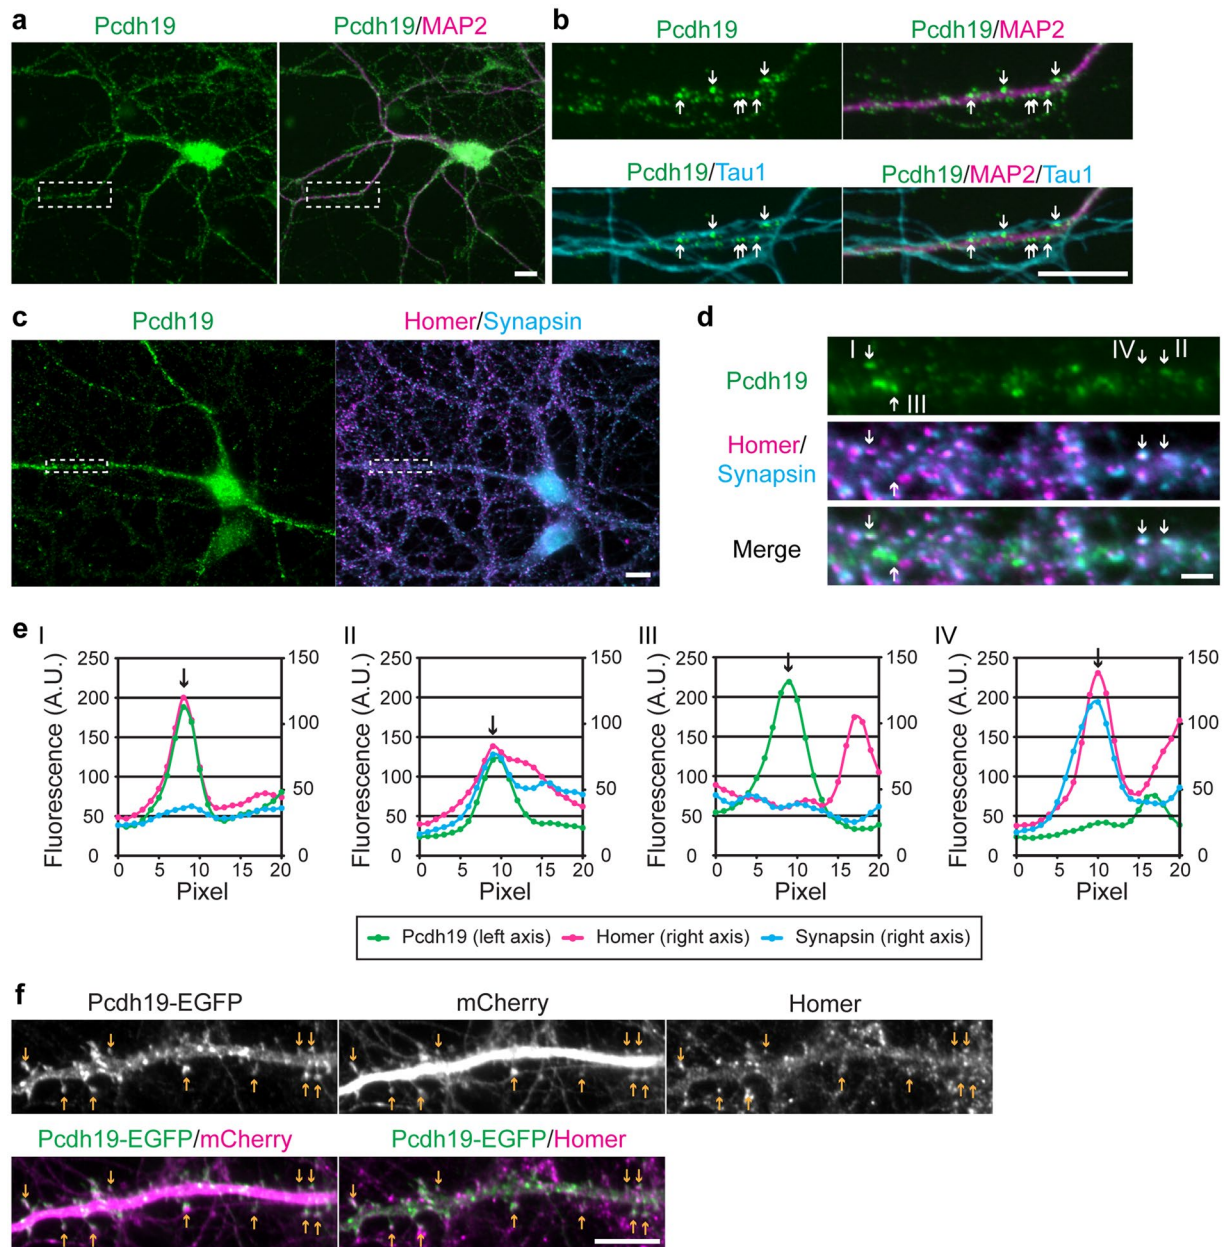 a
Pcdh19
Pcdh19/MAP2
b
Pcdh19
Pcdh19/MAP2
Pcdh19/Tau1
Pcdh19/MAP2/Tau1
c
Pcdh19
Homer/Synapsin
d
I
IV
II
Pcdh19
III
Homer/
Synapsin
Merge
e
I
250
200
150
100
50
0
150
100
50
0
Fluorescence (A.U.)
0 5 10 15 20
Pixel
II
250
200
150
100
50
0
150
100
50
0
Fluorescence (A.U.)
0 5 10 15 20
Pixel
III
250
200
150
100
50
0
150
100
50
0
Fluorescence (A.U.)
0 5 10 15 20
Pixel
IV
250
200
150
100
50
0
150
100
50
0
Fluorescence (A.U.)
0 5 10 15 20
Pixel
Pcdh19 (left axis) Homer (right axis) Synapsin (right axis)
f
Pcdh19-EGFP
mCherry
Homer
Pcdh19-EGFP/mCherry
Pcdh19-EGFP/Homer